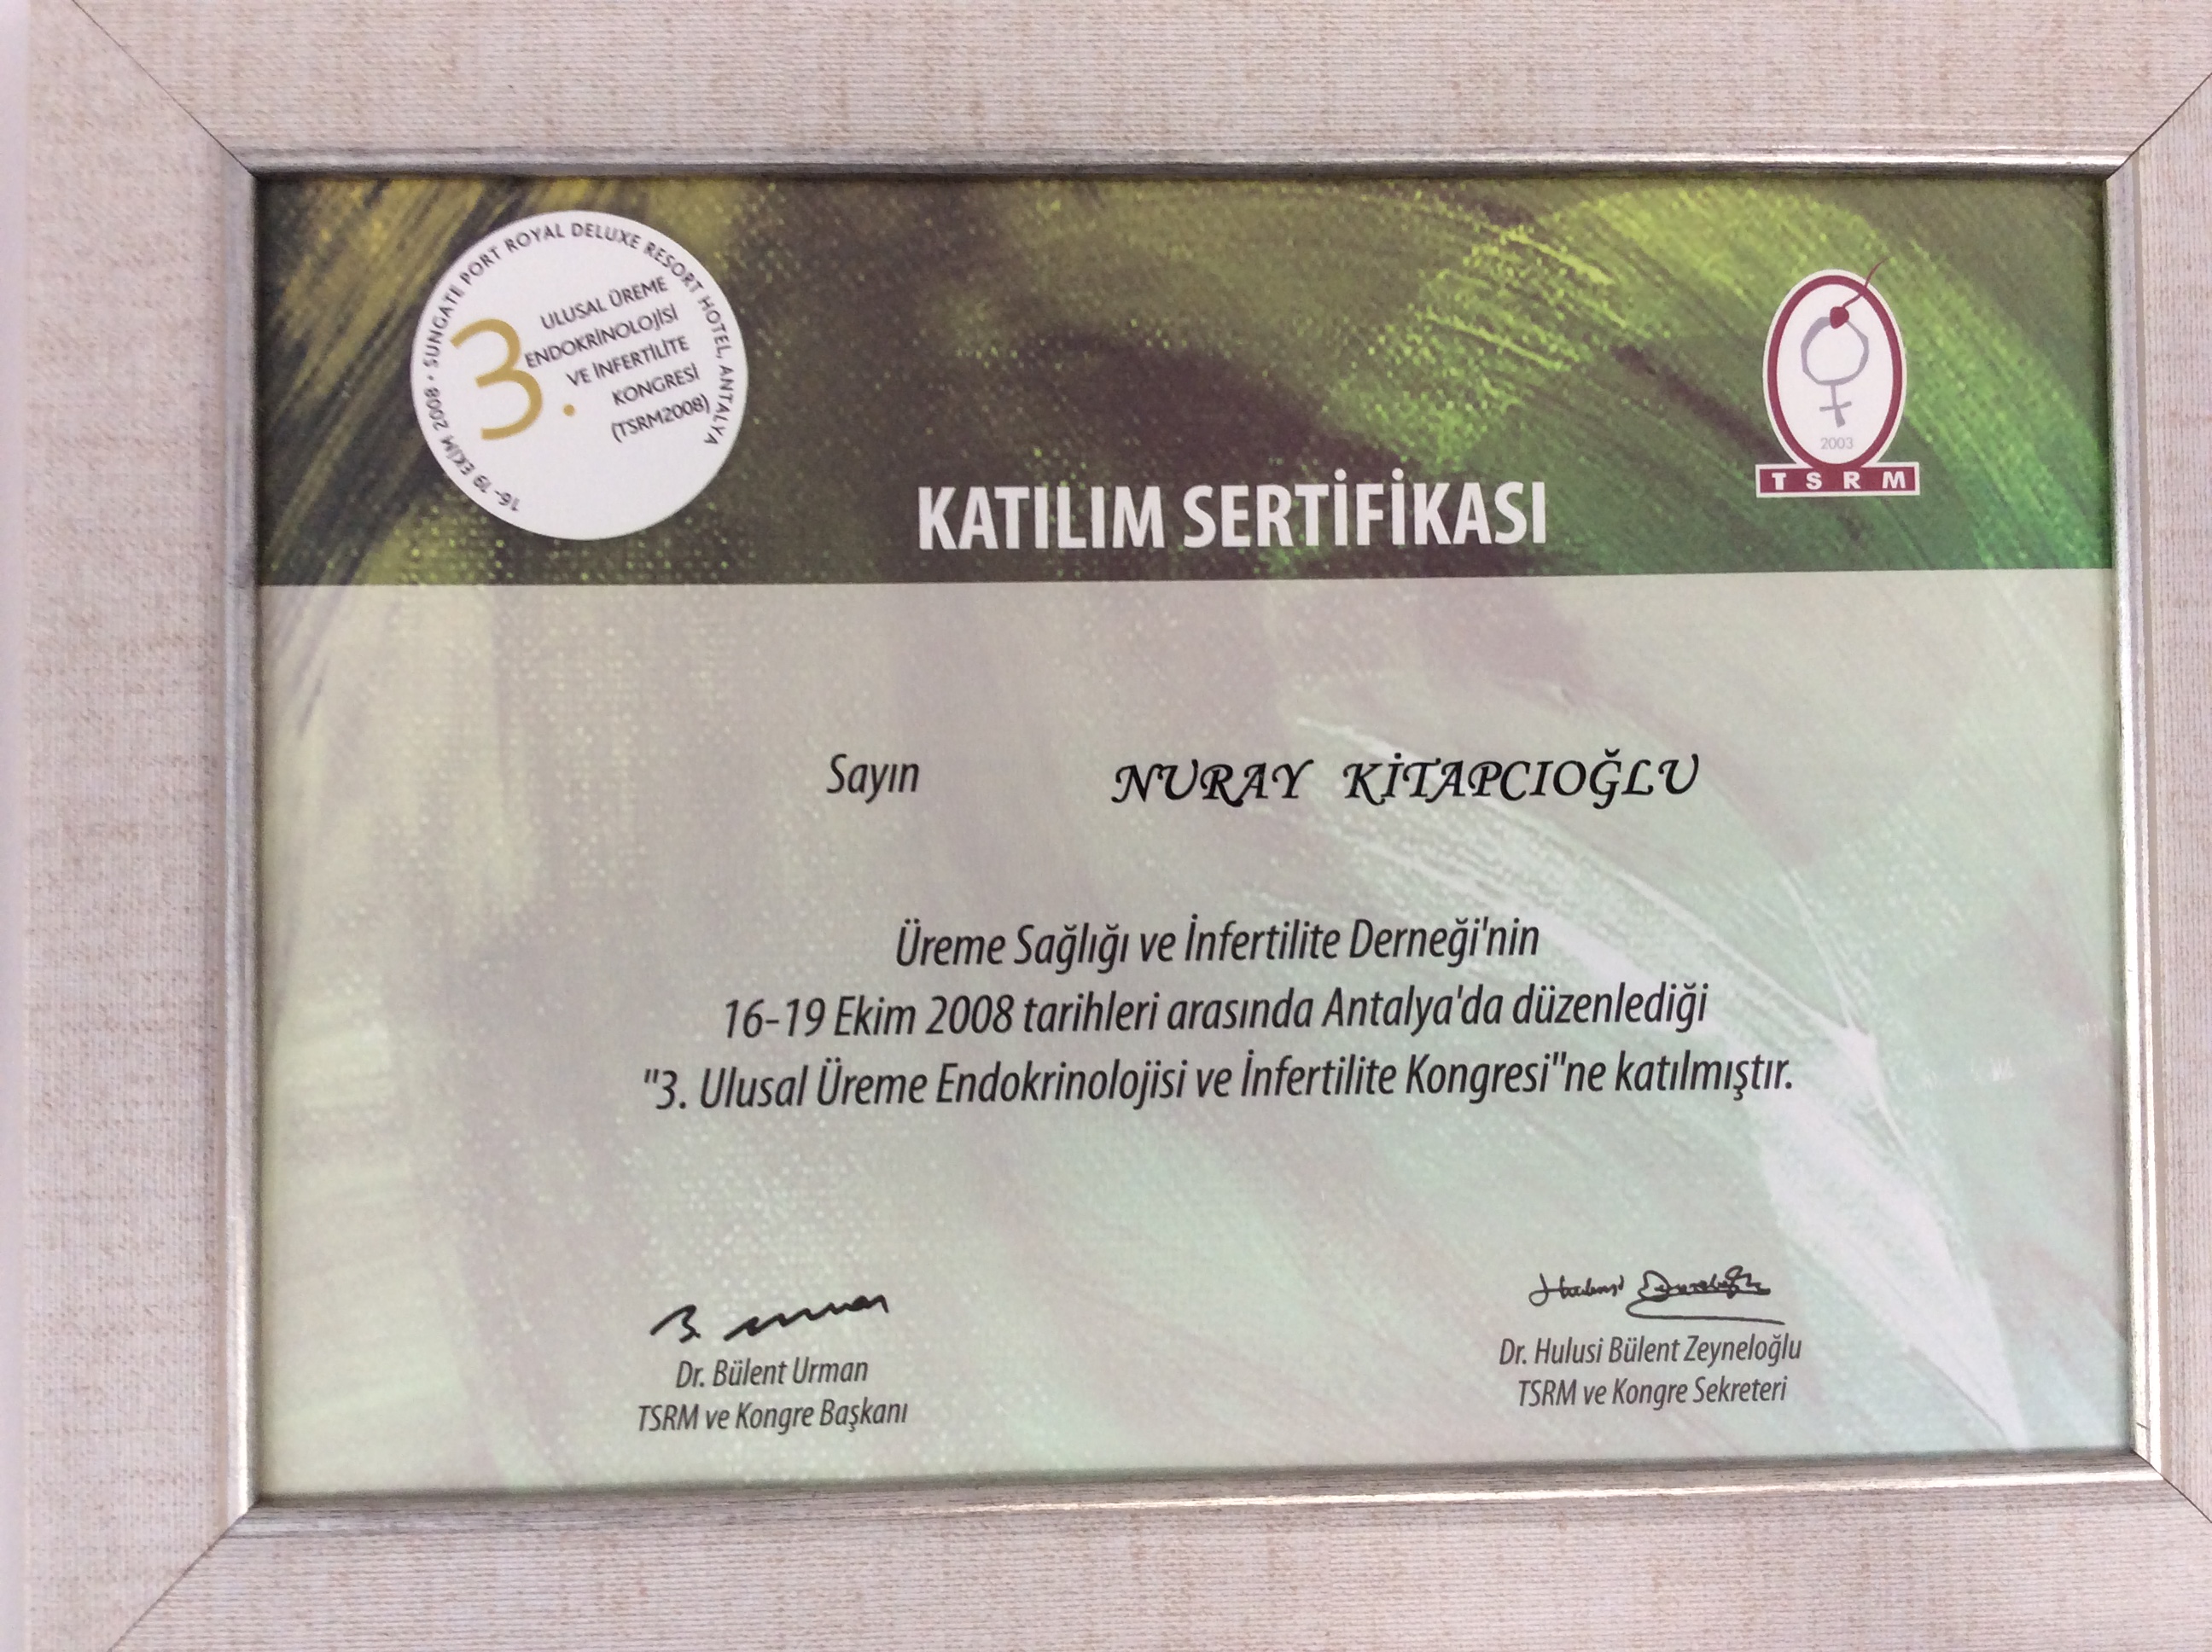 16-19 EKİM 2008 • SUNGATE PORT ROYAL DELUXE RESORT HOTEL, ANTALYA
3. ULUSAL ÜREME
ENDOKRİNOLOJİSİ
VE İNFERTİLİTE
KONGRESİ
(TSRM2008)
2003
TSRM
KATILIM SERTİFİKASI
Sayın NURAY KİTAPCIOĞLU
Üreme Sağlığı ve İnfertilite Derneği'nin
16-19 Ekim 2008 tarihleri arasında Antalya'da düzenlediği
"3. Ulusal Üreme Endokrinolojisi ve İnfertilite Kongresi"ne katılmıştır.
B. Urman
Dr. Bülent Urman
TSRM ve Kongre Başkanı
Hulusi Zeyneloğlu
Dr. Hulusi Bülent Zeyneloğlu
TSRM ve Kongre Sekreteri